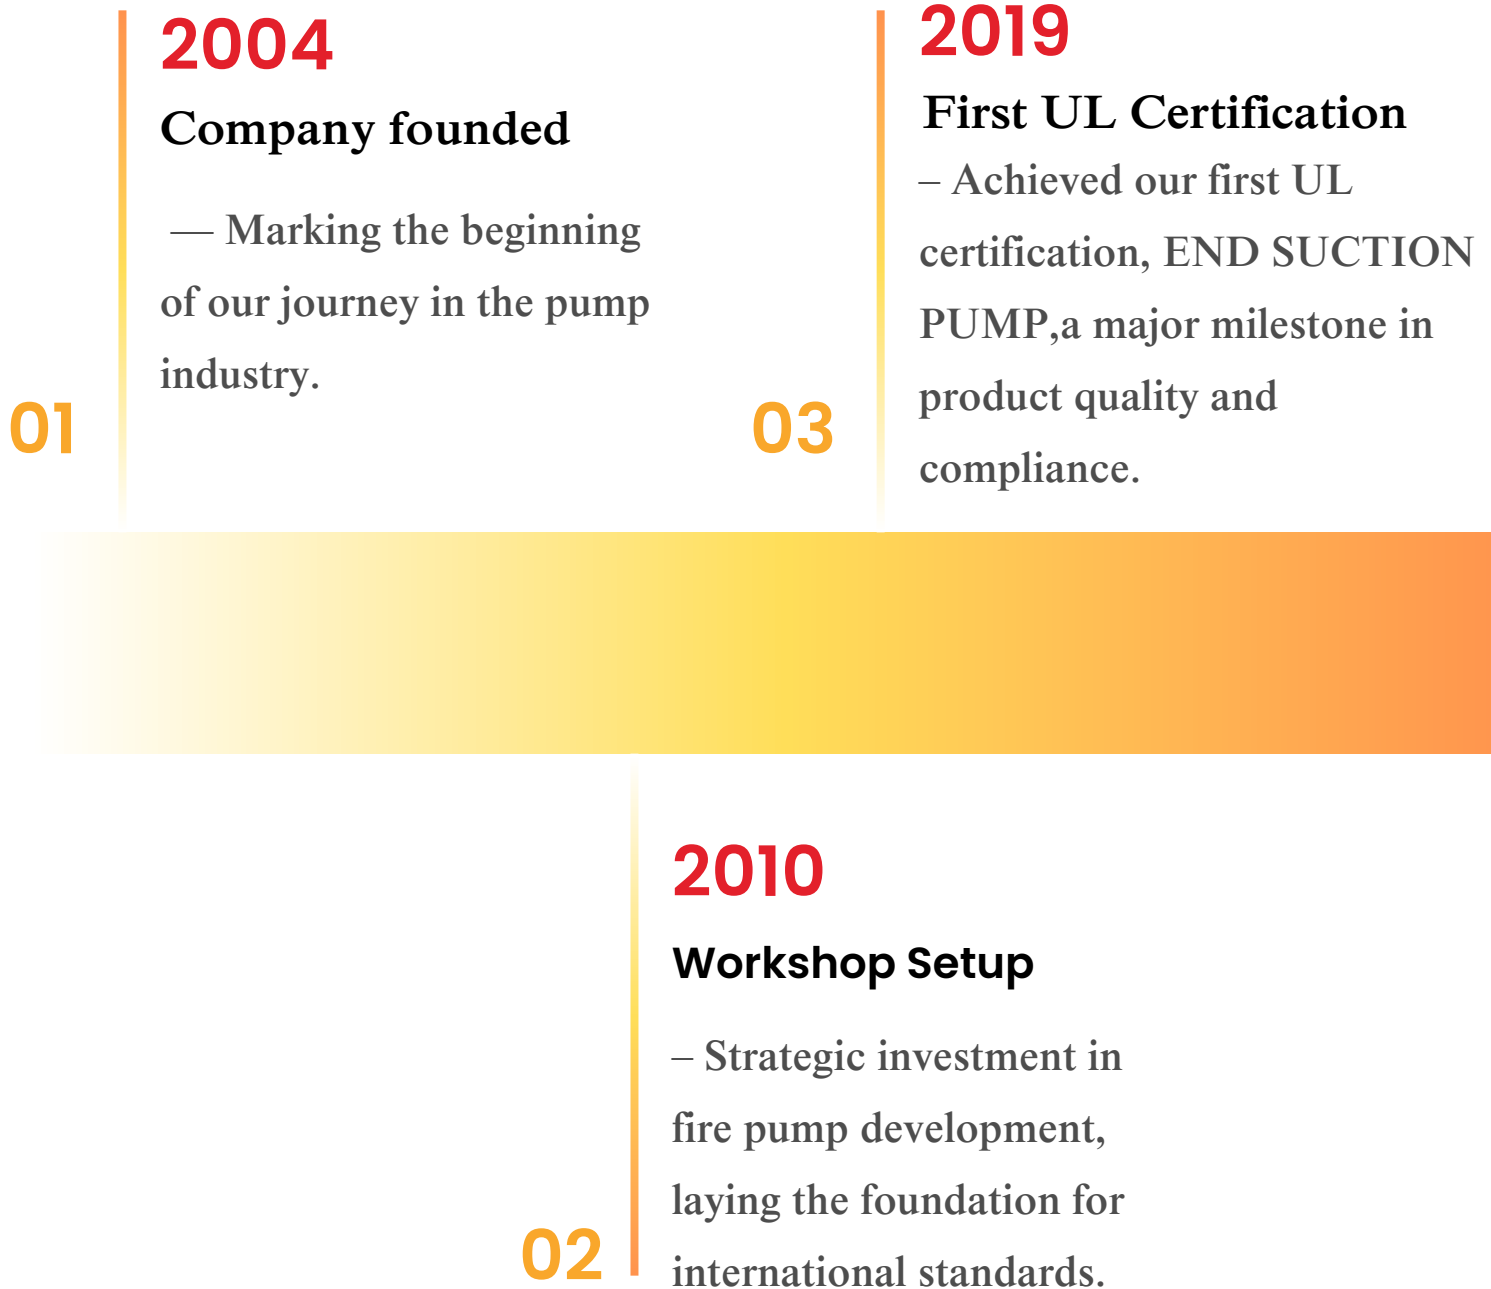 2004
Company founded
— Marking the beginning
of our journey in the pump
industry.
01
2019
First UL Certification
– Achieved our first UL
certification, END SUCTION
PUMP,a major milestone in
product quality and
compliance.
03
2010
Workshop Setup
– Strategic investment in
fire pump development,
laying the foundation for
international standards.
02